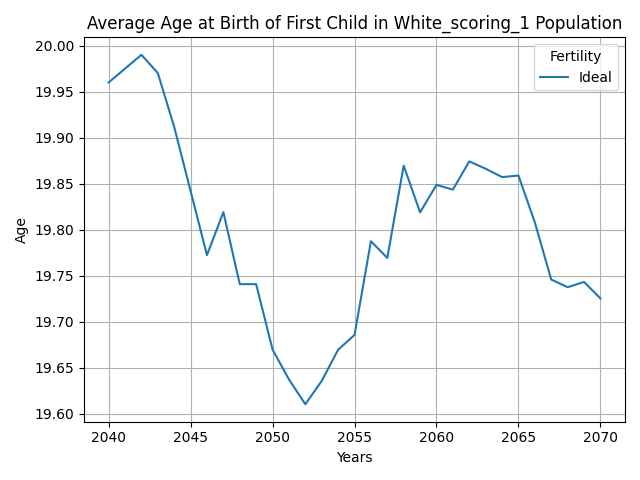 Average Age at Birth of First Child in White_scoring_1 Population
Fertility
Ideal
20.00
19.95
19.90
19.85
19.80
19.75
19.70
19.65
19.60
Age
2040 2045 2050 2055 2060 2065 2070
Years